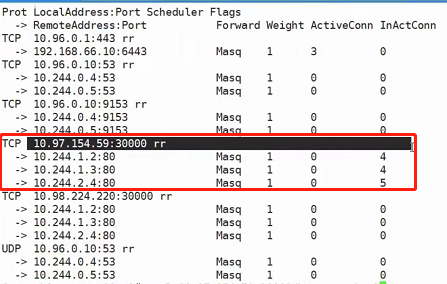 Prot LocalAddress:Port Scheduler Flags
-> RemoteAddress:Port Forward Weight ActiveConn InActConn
TCP 10.96.0.1:443 rr
-> 192.168.66.10:6443 Masq 1 3 0
TCP 10.96.0.10:53 rr
-> 10.244.0.4:53 Masq 1 0 0
-> 10.244.0.5:53 Masq 1 0 0
TCP 10.96.0.10:9153 rr
-> 10.244.0.4:9153 Masq 1 0 0
-> 10.244.0.5:9153 Masq 1 0 0
TCP 10.97.154.59:30000 rr
-> 10.244.1.2:80 Masq 1 0 4
-> 10.244.1.3:80 Masq 1 0 4
-> 10.244.2.4:80 Masq 1 0 5
TCP 10.98.224.220:30000 rr
-> 10.244.1.2:80 Masq 1 0 0
-> 10.244.1.3:80 Masq 1 0 0
-> 10.244.2.4:80 Masq 1 0 0
UDP 10.96.0.10:53 rr
-> 10.244.0.4:53 Masq 1 0 0
-> 10.244.0.5:53 Masq 1 0 0